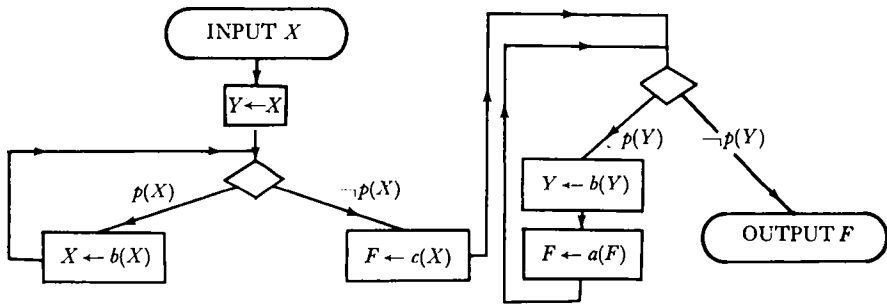 INPUT X
Y ← X
p(X)
¬p(X)
X ← b(X)
F ← c(X)
p(Y)
¬p(Y)
Y ← b(Y)
F ← a(F)
OUTPUT F